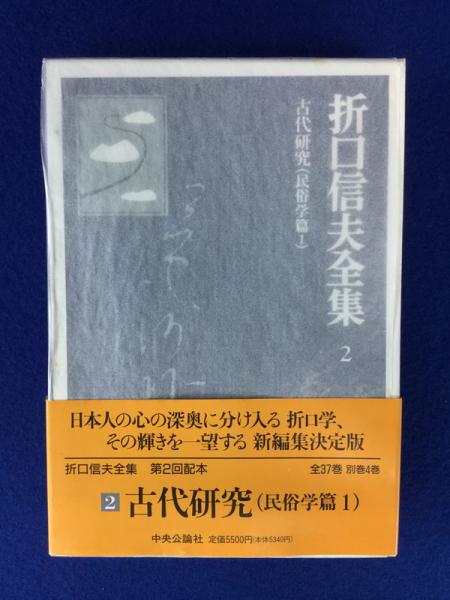 折口信夫全集 2
古代研究(民俗学篇1)
日本人の心の深奥に分け入る 折口学、
その輝きを一望する 新編集決定版
折口信夫全集 第2回配本 全37巻 別巻4巻
2 古代研究(民俗学篇1)
中央公論社 定価5500円(本体5340円)